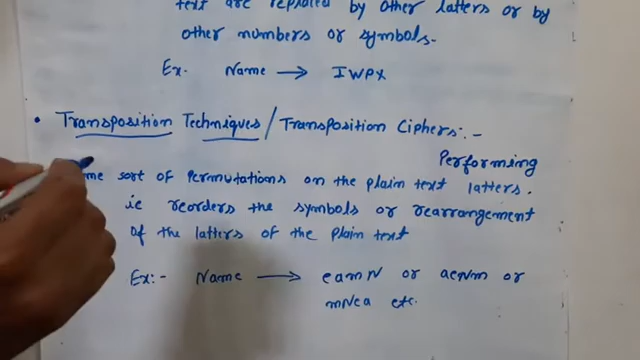 text are replaced by other latters or by
other numbers or symbols.
Ex. Name → IWPX
• Transposition Techniques / Transposition Ciphers:-
Performing
sort of Permutations on the plain text latters.
ie reorders the symbols or rearrangement
of the latters of the plain text
Ex:- Name → eamN or aeNm or
mNea etc.